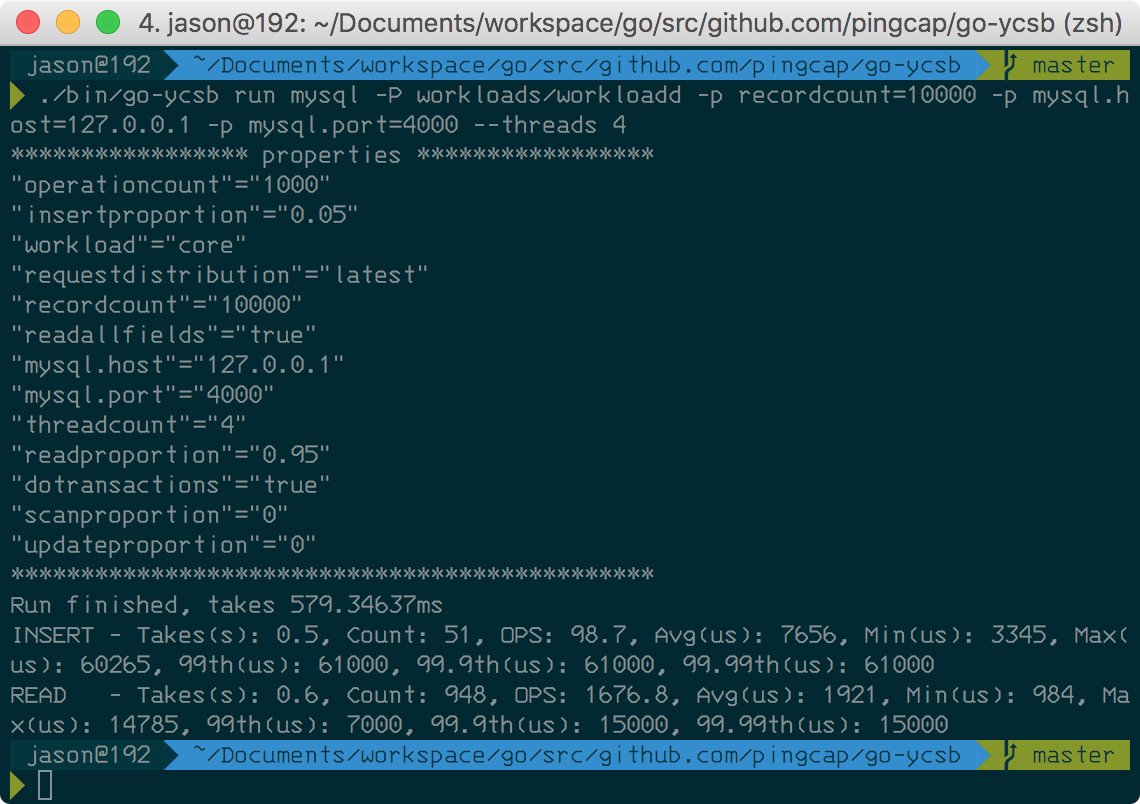 4. jason@192: ~/Documents/workspace/go/src/github.com/pingcap/go-ycsb (zsh)
jason@192 ~/Documents/workspace/go/src/github.com/pingcap/go-ycsb master
./bin/go-ycsb run mysql -P workloads/workloadd -p recordcount=10000 -p mysql.h
ost=127.0.0.1 -p mysql.port=4000 --threads 4
***************** properties *****************
"operationcount"="1000"
"insertproportion"="0.05"
"workload"="core"
"requestdistribution"="latest"
"recordcount"="10000"
"readallfields"="true"
"mysql.host"="127.0.0.1"
"mysql.port"="4000"
"threadcount"="4"
"readproportion"="0.95"
"dotransactions"="true"
"scanproportion"="0"
"updateproportion"="0"
**********************************************
Run finished, takes 579.34637ms
INSERT - Takes(s): 0.5, Count: 51, OPS: 98.7, Avg(us): 7656, Min(us): 3345, Max(
us): 60265, 99th(us): 61000, 99.9th(us): 61000, 99.99th(us): 61000
READ   - Takes(s): 0.6, Count: 948, OPS: 1676.8, Avg(us): 1921, Min(us): 984, Ma
x(us): 14785, 99th(us): 7000, 99.9th(us): 15000, 99.99th(us): 15000
jason@192 ~/Documents/workspace/go/src/github.com/pingcap/go-ycsb master